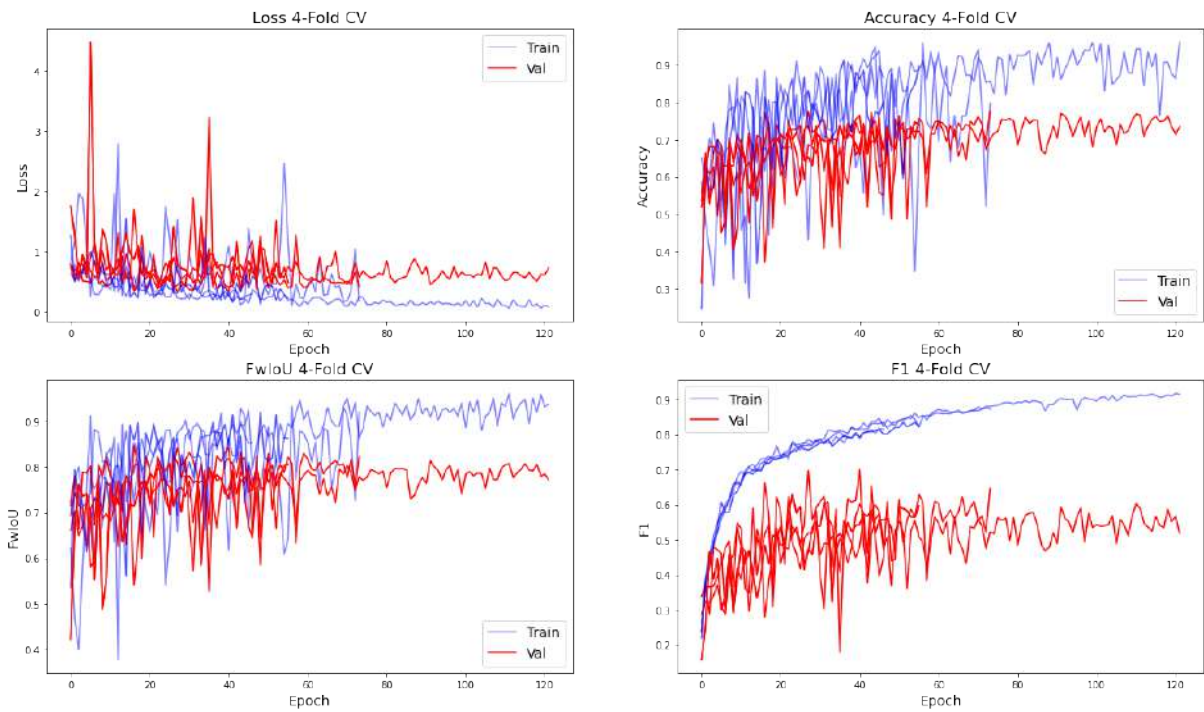 Loss 4-Fold CV
Train
Val
Loss
4
3
2
1
0
0 20 40 60 80 100 120
Epoch
Accuracy 4-Fold CV
Train
Val
Accuracy
0.9
0.8
0.7
0.6
0.5
0.4
0.3
0 20 40 60 80 100 120
Epoch
FwIoU 4-Fold CV
Train
Val
FwIoU
0.9
0.8
0.7
0.6
0.5
0.4
0 20 40 60 80 100 120
Epoch
F1 4-Fold CV
Train
Val
F1
0.9
0.8
0.7
0.6
0.5
0.4
0.3
0.2
0 20 40 60 80 100 120
Epoch